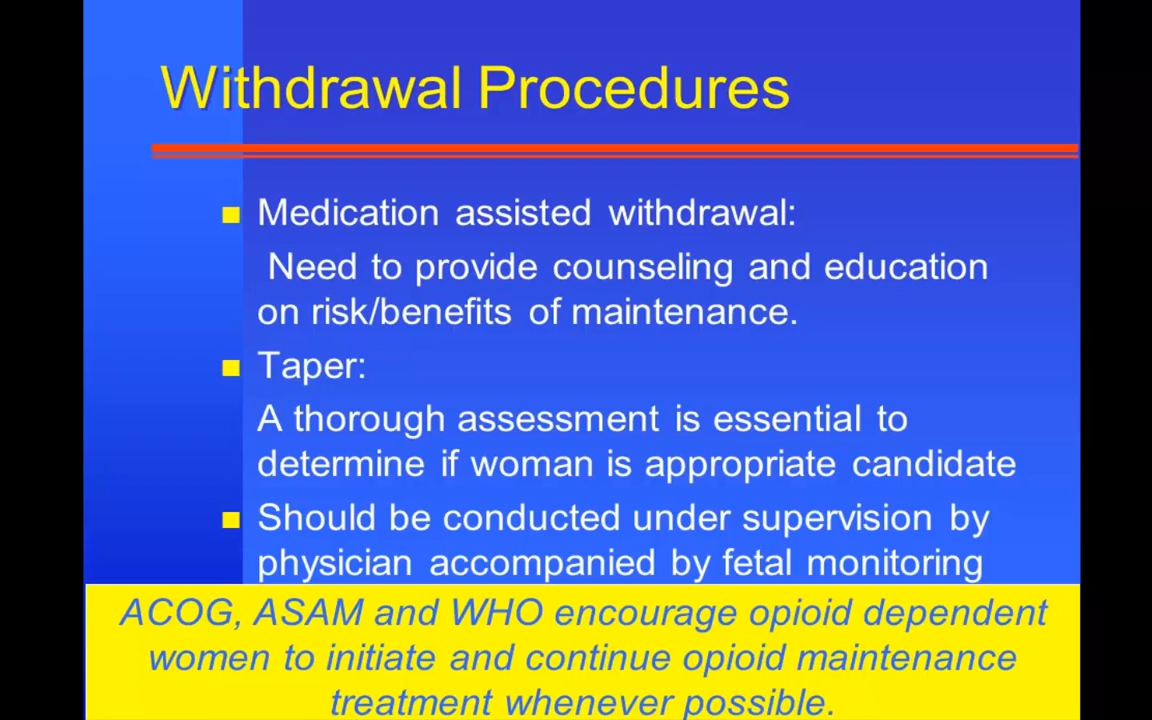 Withdrawal Procedures
Medication assisted withdrawal:
Need to provide counseling and education
on risk/benefits of maintenance.
Taper:
A thorough assessment is essential to
determine if woman is appropriate candidate
Should be conducted under supervision by
physician accompanied by fetal monitoring
ACOG, ASAM and WHO encourage opioid dependent
women to initiate and continue opioid maintenance
treatment whenever possible.